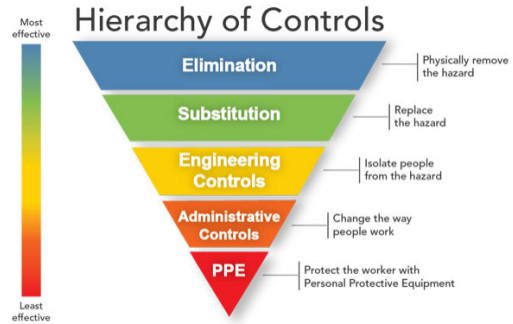 Hierarchy of Controls
Most
effective
Elimination
Physically remove
the hazard
Substitution
Replace
the hazard
Engineering
Controls
Isolate people
from the hazard
Administrative
Controls
Change the way
people work
PPE
Protect the worker with
Personal Protective Equipment
Least
effective